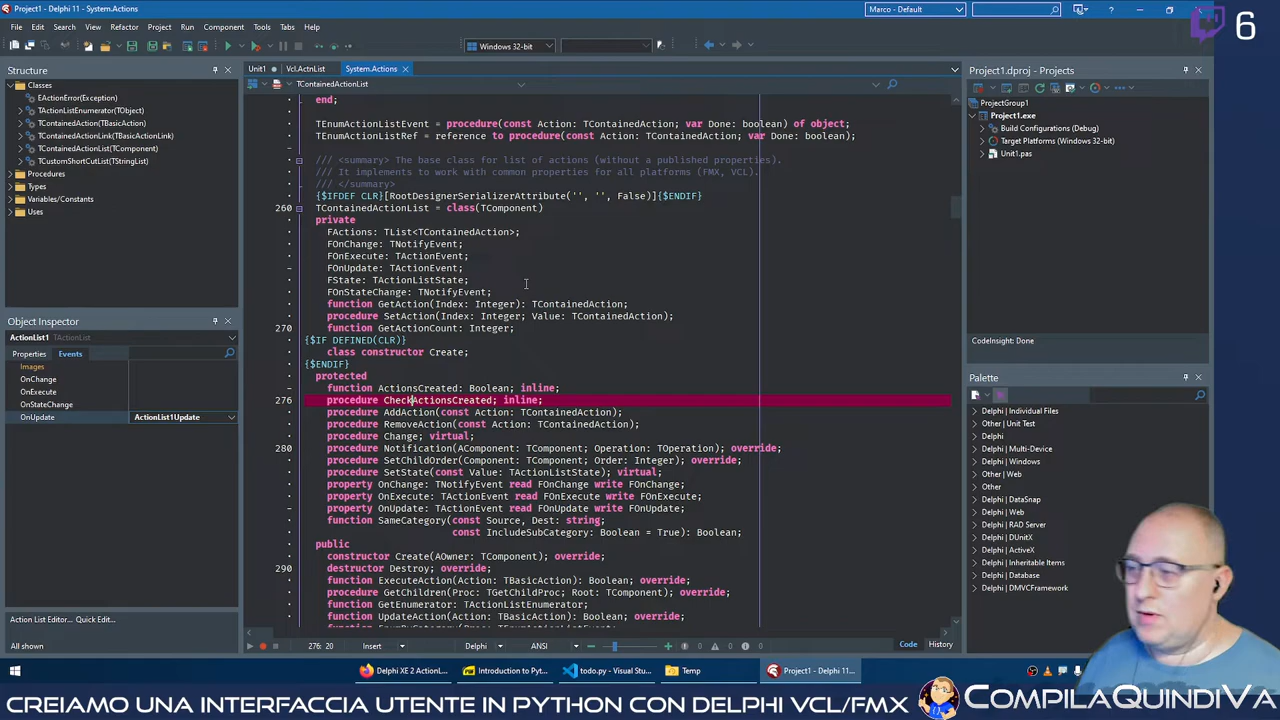 Project1 - Delphi 11 - System.Actions
Marco - Default
6
File Edit Search View Refactor Project Run Component Tools Tabs Help
Windows 32-bit
Structure
Classes
EActionError(Exception)
TActionListEnumerator(TObject)
TContainedAction(TBasicAction)
TContainedActionLink(TBasicActionLink)
TContainedActionList(TComponent)
TCustomShortCutList(TStringList)
Procedures
Types
Variables/Constants
Uses
Object Inspector
ActionList1 TActionList
Properties Events
Images
OnChange
OnExecute
OnStateChange
OnUpdate ActionList1Update
Action List Editor... Quick Edit...
All shown
Unit1 Vcl.ActnList System.Actions
TContainedActionList
end;
TEnumActionListEvent = procedure(const Action: TContainedAction; var Done: boolean) of object;
TEnumActionListRef = reference to procedure(const Action: TContainedAction; var Done: boolean);
/// <summary> The base class for list of actions (without a published properties).
/// It implements to work with common properties for all platforms (FMX, VCL).
/// </summary>
{$IFDEF CLR}[RootDesignerSerializerAttribute('', '', False)]{$ENDIF}
260 TContainedActionList = class(TComponent)
private
FActions: TList<TContainedAction>;
FOnChange: TNotifyEvent;
FOnExecute: TActionEvent;
FOnUpdate: TActionEvent;
FState: TActionListState;
FOnStateChange: TNotifyEvent;
function GetAction(Index: Integer): TContainedAction;
procedure SetAction(Index: Integer; Value: TContainedAction);
270 function GetActionCount: Integer;
{$IF DEFINED(CLR)}
class constructor Create;
{$ENDIF}
protected
function ActionsCreated: Boolean; inline;
276 procedure CheckActionsCreated; inline;
procedure AddAction(const Action: TContainedAction);
procedure RemoveAction(const Action: TContainedAction);
procedure Change; virtual;
280 procedure Notification(AComponent: TComponent; Operation: TOperation); override;
procedure SetChildOrder(Component: TComponent; Order: Integer); override;
procedure SetState(const Value: TActionListState); virtual;
property OnChange: TNotifyEvent read FOnChange write FOnChange;
property OnExecute: TActionEvent read FOnExecute write FOnExecute;
property OnUpdate: TActionEvent read FOnUpdate write FOnUpdate;
function SameCategory(const Source, Dest: string;
const IncludeSubCategory: Boolean = True): Boolean;
public
constructor Create(AOwner: TComponent); override;
290 destructor Destroy; override;
function ExecuteAction(Action: TBasicAction): Boolean; override;
procedure GetChildren(Proc: TGetChildProc; Root: TComponent); override;
function GetEnumerator: TActionListEnumerator;
function UpdateAction(Action: TBasicAction): Boolean; override;
276: 20 Insert Delphi ANSI 0 0 0
Code History
Project1.dproj - Projects
ProjectGroup1
Project1.exe
Build Configurations (Debug)
Target Platforms (Windows 32-bit)
Unit1.pas
CodeInsight: Done
Palette
Delphi | Individual Files
Other | Unit Test
Delphi
Delphi | Windows
Other | Web
Other
Delphi | DataSnap
Delphi | Web
Delphi | RAD Server
Delphi | DUnitX
Delphi | ActiveX
Delphi | Inheritable Items
Delphi | Database
Delphi | DMVCFramework
Delphi XE 2 ActionL... Introduction to Pyt... todo.py - Visual Stu... Temp Project1 - Delphi 11...
CREIAMO UNA INTERFACCIA UTENTE IN PYTHON CON DELPHI VCL/FMX
COMPILAQUINDIVA